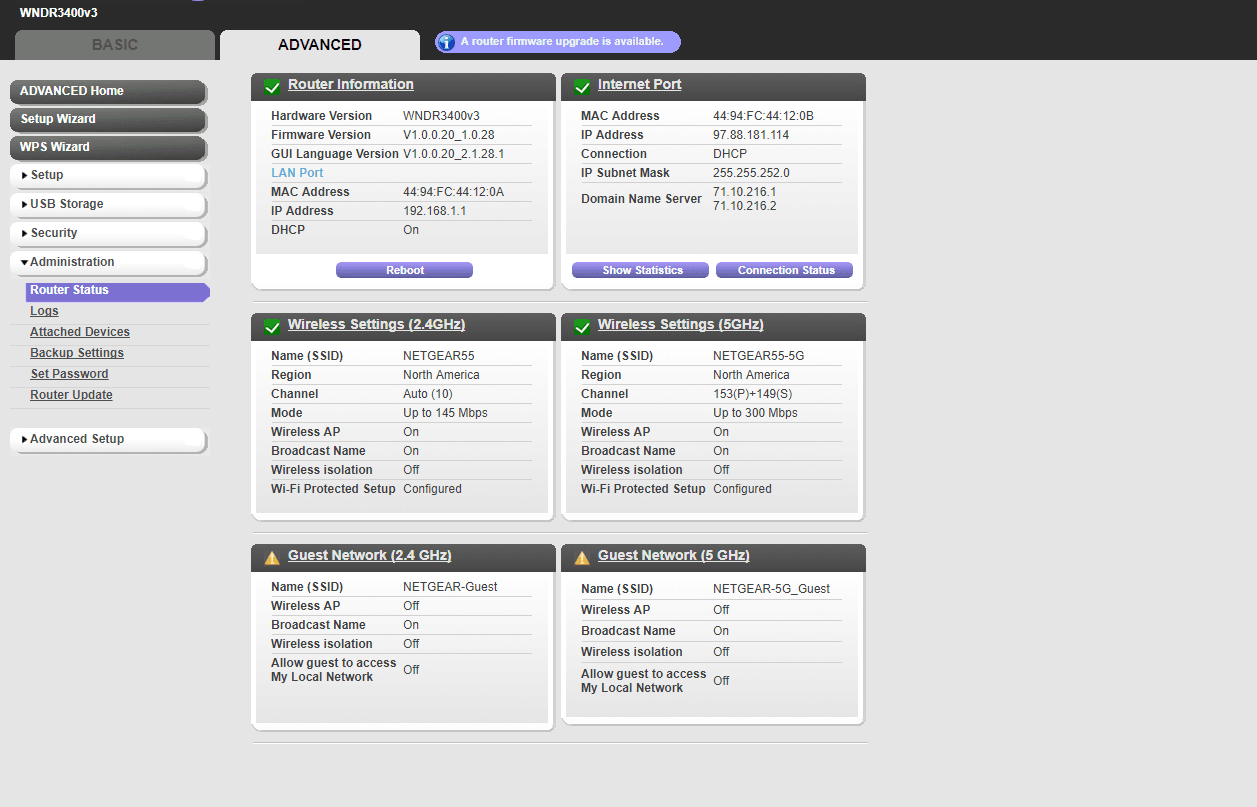 WNDR3400v3
BASIC
ADVANCED
A router firmware upgrade is available.
ADVANCED Home
Setup Wizard
WPS Wizard
Setup
USB Storage
Security
Administration
Router Status
Logs
Attached Devices
Backup Settings
Set Password
Router Update
Advanced Setup
Router Information
Hardware Version WNDR3400v3
Firmware Version V1.0.0.20_1.0.28
GUI Language Version V1.0.0.20_2.1.28.1
LAN Port
MAC Address 44:94:FC:44:12:0A
IP Address 192.168.1.1
DHCP On
Reboot
Internet Port
MAC Address 44:94:FC:44:12:0B
IP Address 97.88.181.114
Connection DHCP
IP Subnet Mask 255.255.252.0
Domain Name Server 71.10.216.1
71.10.216.2
Show Statistics
Connection Status
Wireless Settings (2.4GHz)
Name (SSID) NETGEAR55
Region North America
Channel Auto (10)
Mode Up to 145 Mbps
Wireless AP On
Broadcast Name On
Wireless isolation Off
Wi-Fi Protected Setup Configured
Wireless Settings (5GHz)
Name (SSID) NETGEAR55-5G
Region North America
Channel 153(P)+149(S)
Mode Up to 300 Mbps
Wireless AP On
Broadcast Name On
Wireless isolation Off
Wi-Fi Protected Setup Configured
Guest Network (2.4 GHz)
Name (SSID) NETGEAR-Guest
Wireless AP Off
Broadcast Name On
Wireless isolation Off
Allow guest to access
My Local Network Off
Guest Network (5 GHz)
Name (SSID) NETGEAR-5G_Guest
Wireless AP Off
Broadcast Name On
Wireless isolation Off
Allow guest to access
My Local Network Off